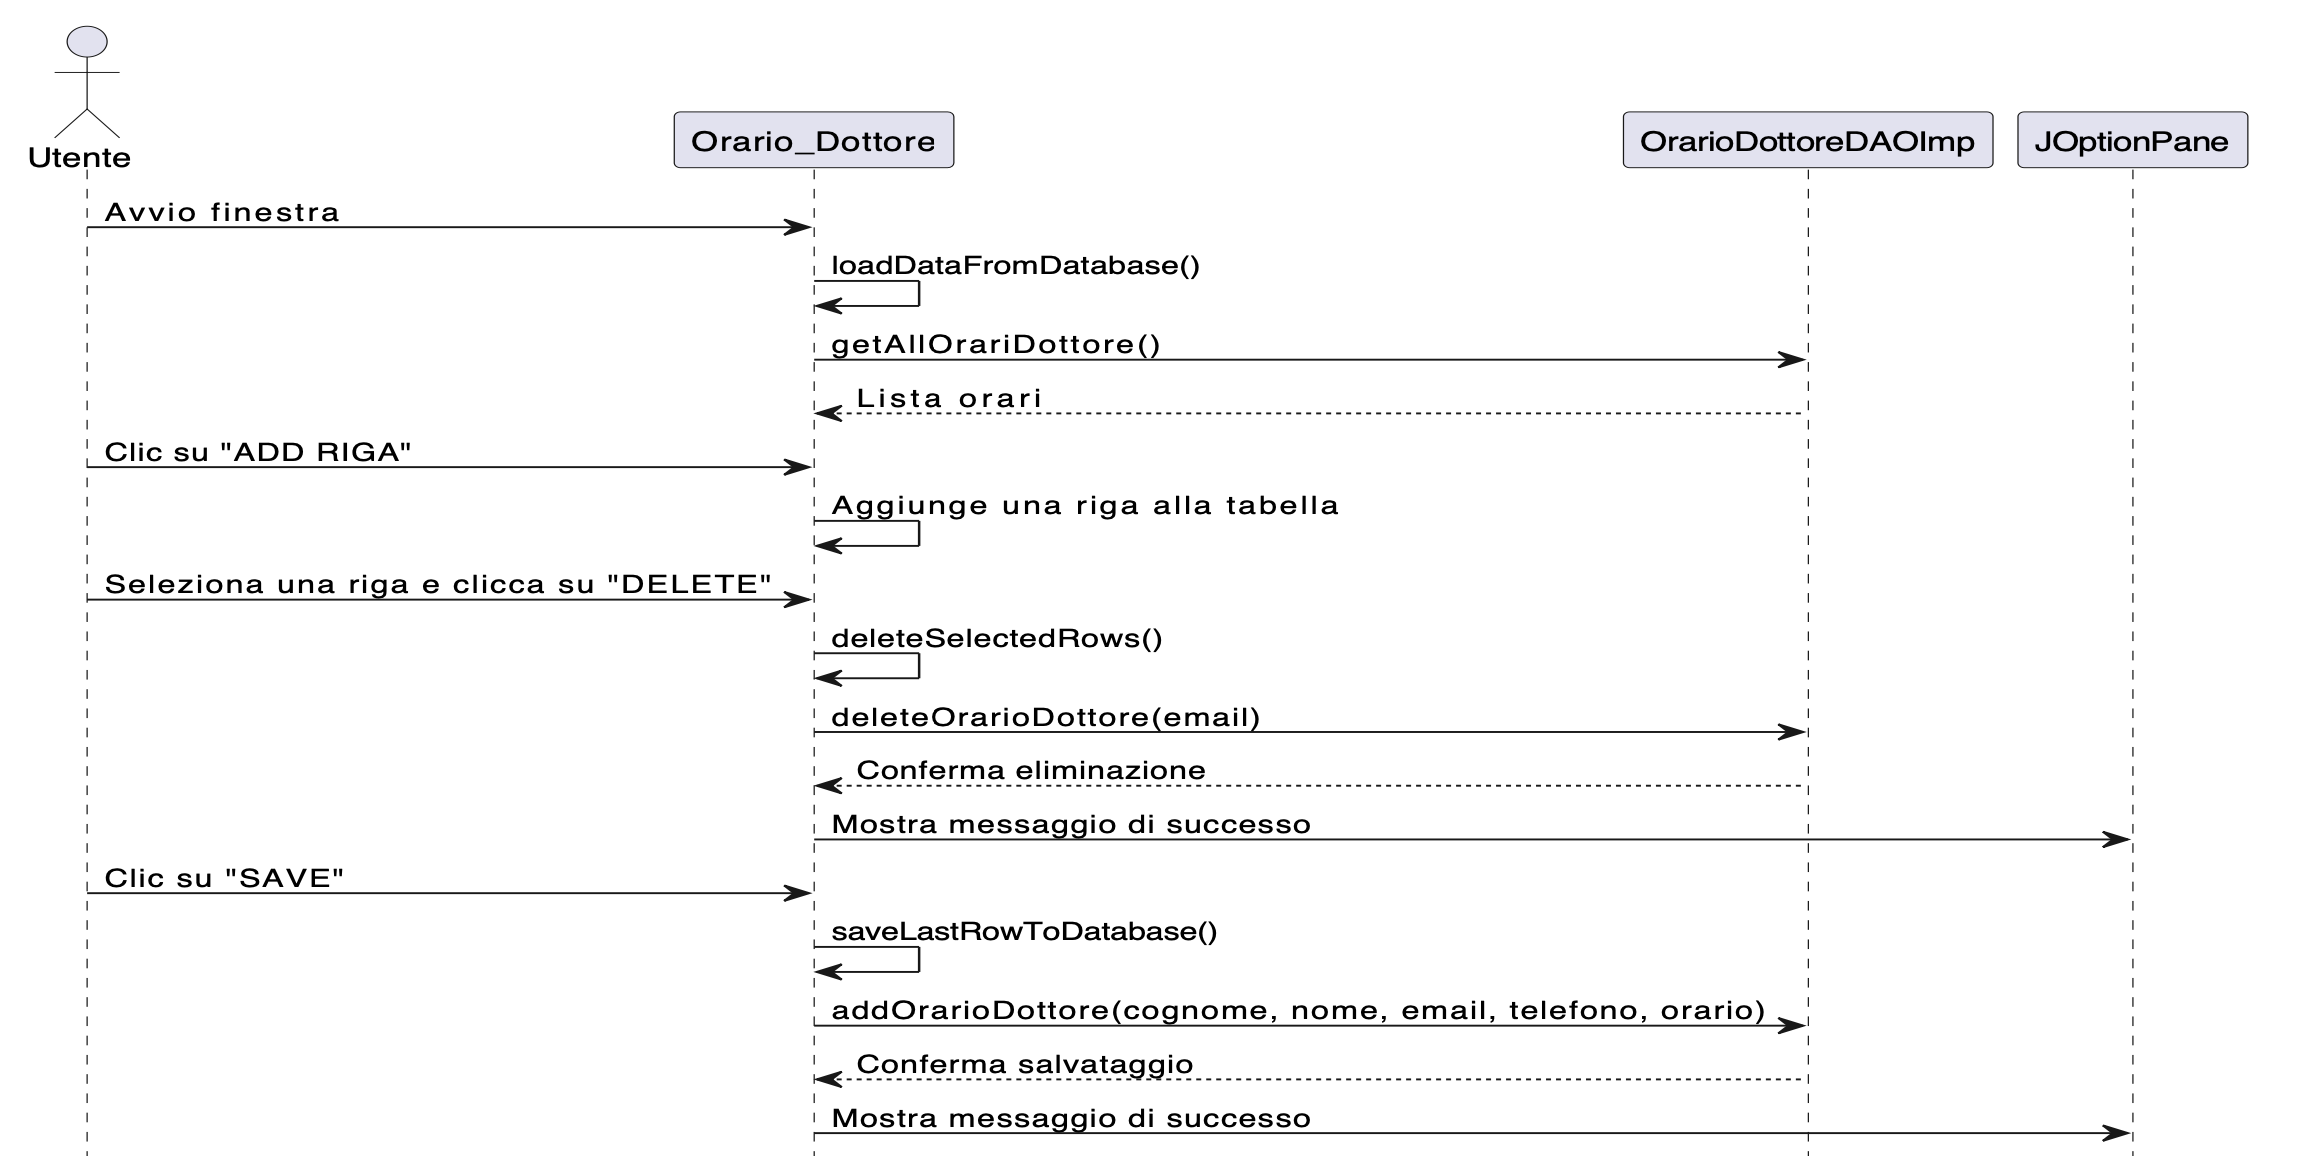 Utente
Orario_Dottore
OrarioDottoreDAOImp
JOptionPane
Avvio finestra
loadDataFromDatabase()
getAllOrariDottore()
Lista orari
Clic su "ADD RIGA"
Aggiunge una riga alla tabella
Seleziona una riga e clicca su "DELETE"
deleteSelectedRows()
deleteOrarioDottore(email)
Conferma eliminazione
Mostra messaggio di successo
Clic su "SAVE"
saveLastRowToDatabase()
addOrarioDottore(cognome, nome, email, telefono, orario)
Conferma salvataggio
Mostra messaggio di successo